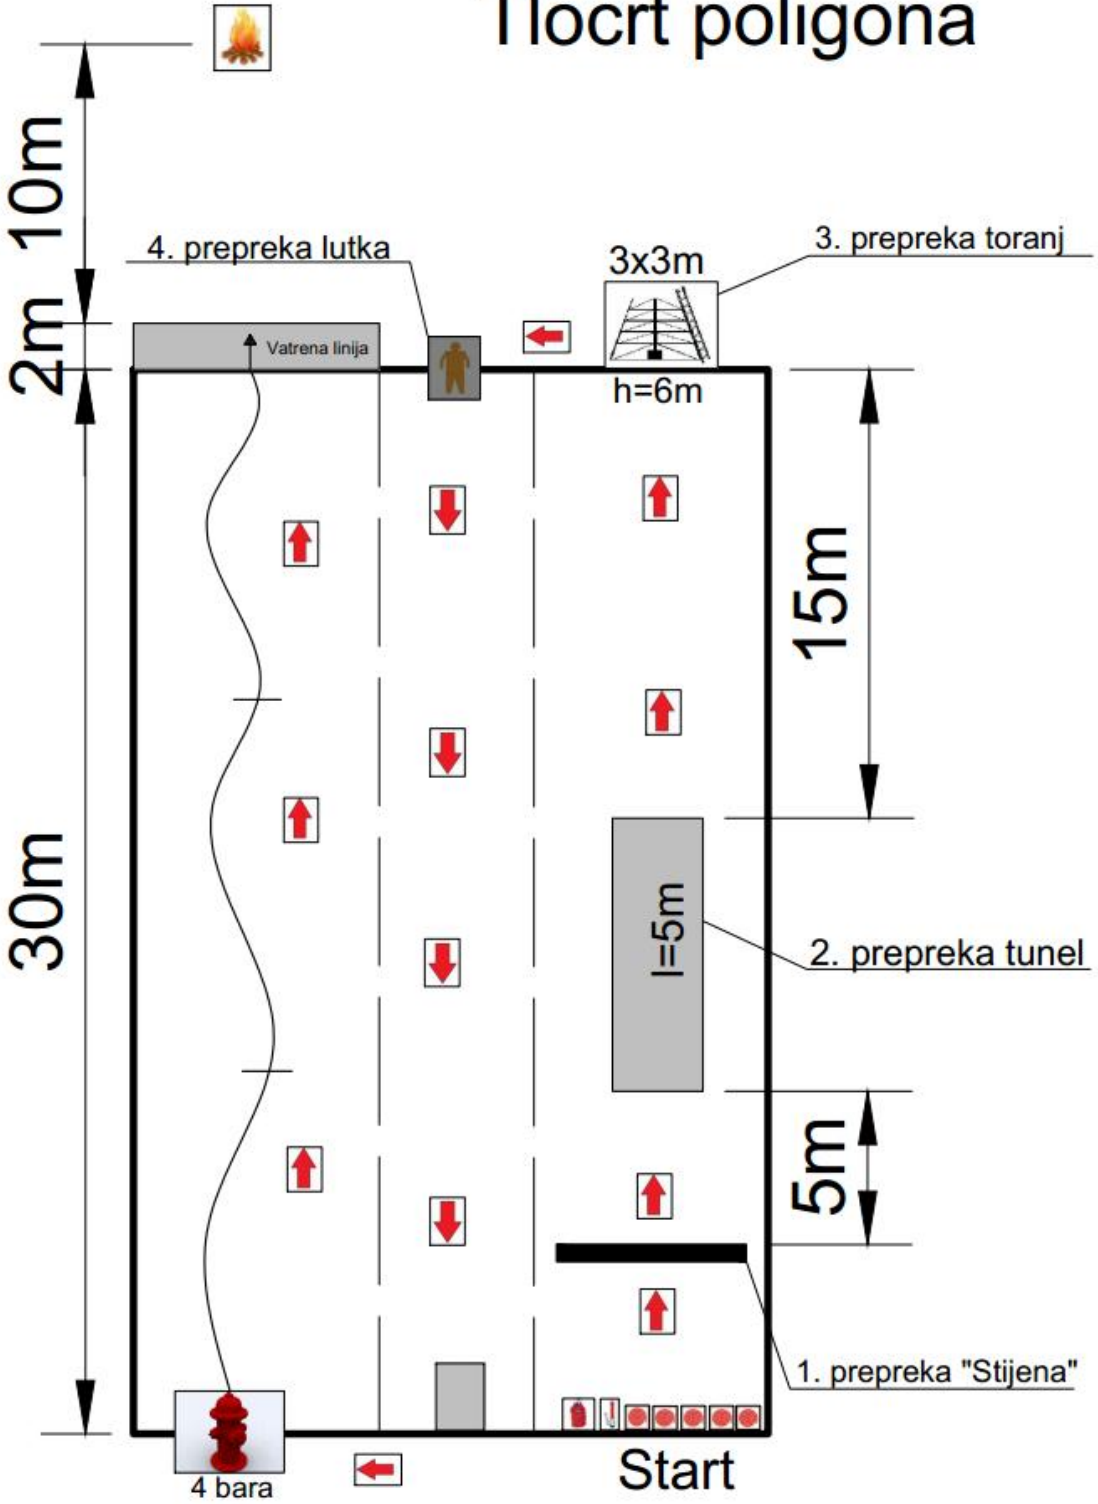 Tlocrt poligona
10m
4. prepreka lutka
3. prepreka toranj
3x3m
2m
Vatrena linija
h=6m
15m
30m
l=5m
2. prepreka tunel
5m
1. prepreka "Stijena"
Start
4 bara